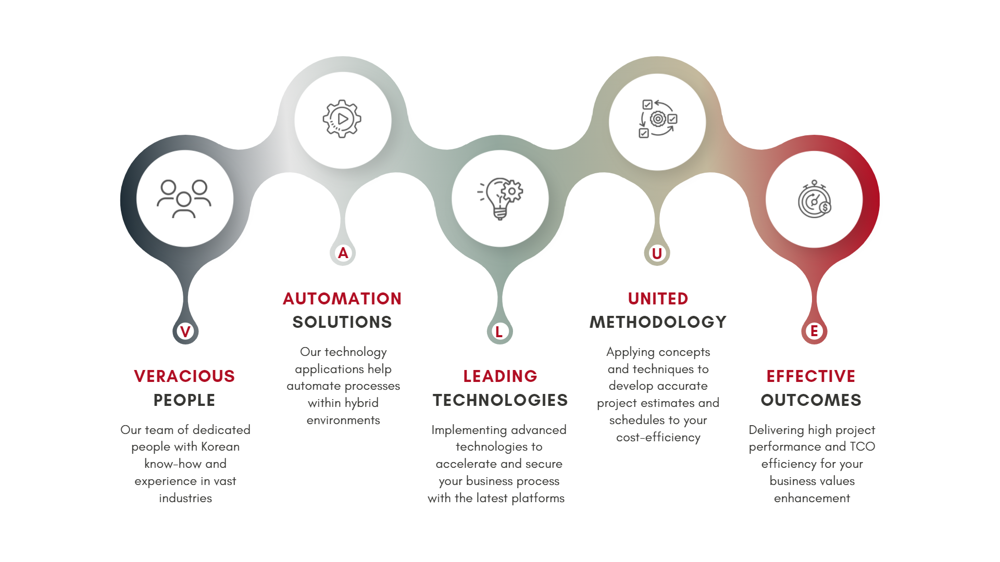 V
VERACIOUS
PEOPLE
Our team of dedicated
people with Korean
know-how and
experience in vast
industries
A
AUTOMATION
SOLUTIONS
Our technology
applications help
automate processes
within hybrid
environments
L
LEADING
TECHNOLOGIES
Implementing advanced
technologies to
accelerate and secure
your business process
with the latest platforms
U
UNITED
METHODOLOGY
Applying concepts
and techniques to
develop accurate
project estimates and
schedules to your
cost-efficiency
$
E
EFFECTIVE
OUTCOMES
Delivering high project
performance and TCO
efficiency for your
business values
enhancement